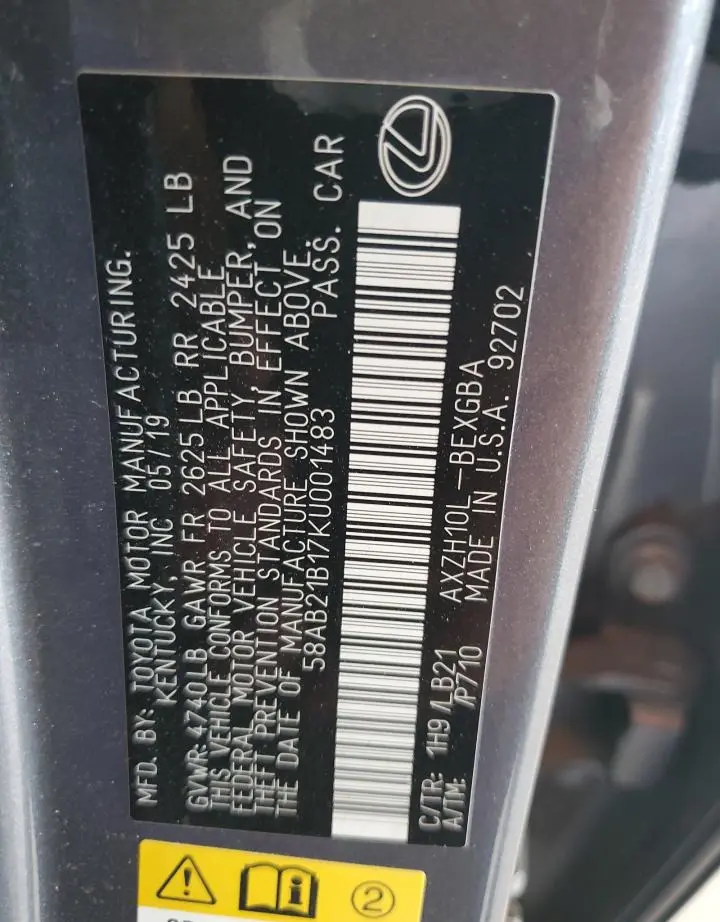 MFD. BY: TOYOTA MOTOR MANUFACTURING.
KENTUCKY, INC 05/19
GVWR:4740LB GAWR FR 2625LB RR 2425 LB
THIS VEHICLE CONFORMS TO ALL APPLICABLE
FEDERAL MOTOR VEHICLE SAFETY, BUMPER, AND
THEFT PREVENTION STANDARDS IN EFFECT ON
THE DATE OF MANUFACTURE SHOWN ABOVE.
58AB21B17KU001483 PASS. CAR
C/TR: 1H9/LB21 AXZH10L-BEXGBA
A/TM: /P710 MADE IN U.S.A. 92702
2